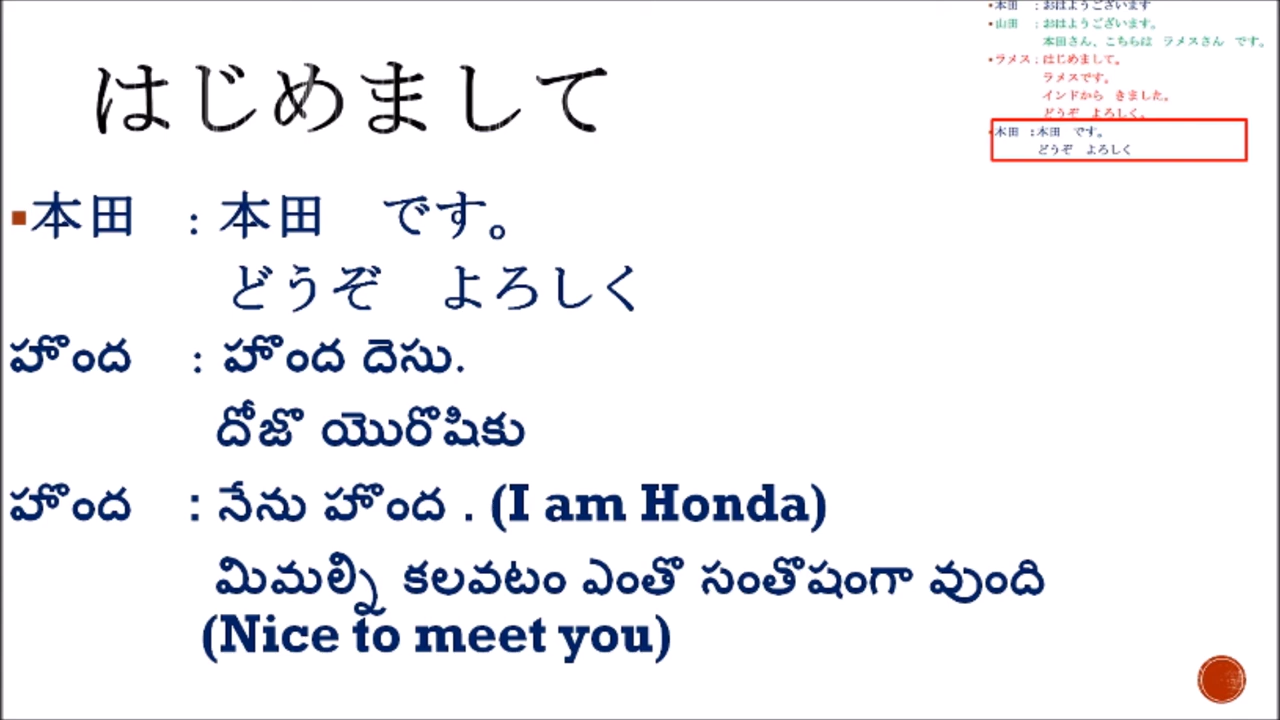 はじめまして
▪本田　: 本田　です。
どうぞ　よろしく
హొంద : హొంద దెసు.
దోజొ యొరొషికు
హొంద : నేను హొంద . (I am Honda)
మిమల్ని కలవటం ఎంతొ సంతొషంగా వుంది
(Nice to meet you)
▪本田　: おはようございます
▪山田　: おはようございます。
本田さん、こちらは　ラメスさん　です。
▪ラメス : はじめまして。
ラメスです。
インドから　きました。
どうぞ　よろしく。
本田　: 本田　です。
どうぞ　よろしく